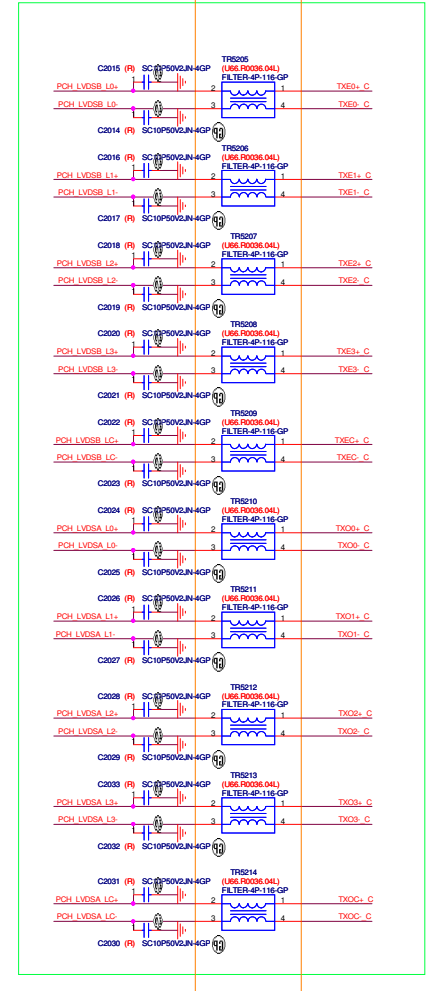 TR5205
C2015 (R) SC10P50V2JN-4GP (U66.R0036.04L)
FILTER-4P-116-GP
PCH_LVDSB_L0+ 2 1 TXE0+_C
PCH_LVDSB_L0- 3 4 TXE0-_C
C2014 (R) SC10P50V2JN-4GP
TR5206
C2016 (R) SC10P50V2JN-4GP (U66.R0036.04L)
FILTER-4P-116-GP
PCH_LVDSB_L1+ 2 1 TXE1+_C
PCH_LVDSB_L1- 3 4 TXE1-_C
C2017 (R) SC10P50V2JN-4GP
TR5207
C2018 (R) SC10P50V2JN-4GP (U66.R0036.04L)
FILTER-4P-116-GP
PCH_LVDSB_L2+ 2 1 TXE2+_C
PCH_LVDSB_L2- 3 4 TXE2-_C
C2019 (R) SC10P50V2JN-4GP
TR5208
C2020 (R) SC10P50V2JN-4GP (U66.R0036.04L)
FILTER-4P-116-GP
PCH_LVDSB_L3+ 2 1 TXE3+_C
PCH_LVDSB_L3- 3 4 TXE3-_C
C2021 (R) SC10P50V2JN-4GP
TR5209
C2022 (R) SC10P50V2JN-4GP (U66.R0036.04L)
FILTER-4P-116-GP
PCH_LVDSB_LC+ 2 1 TXEC+_C
PCH_LVDSB_LC- 3 4 TXEC-_C
C2023 (R) SC10P50V2JN-4GP
TR5210
C2024 (R) SC10P50V2JN-4GP (U66.R0036.04L)
FILTER-4P-116-GP
PCH_LVDSA_L0+ 2 1 TXO0+_C
PCH_LVDSA_L0- 3 4 TXO0-_C
C2025 (R) SC10P50V2JN-4GP
TR5211
C2026 (R) SC10P50V2JN-4GP (U66.R0036.04L)
FILTER-4P-116-GP
PCH_LVDSA_L1+ 2 1 TXO1+_C
PCH_LVDSA_L1- 3 4 TXO1-_C
C2027 (R) SC10P50V2JN-4GP
TR5212
C2028 (R) SC10P50V2JN-4GP (U66.R0036.04L)
FILTER-4P-116-GP
PCH_LVDSA_L2+ 2 1 TXO2+_C
PCH_LVDSA_L2- 3 4 TXO2-_C
C2029 (R) SC10P50V2JN-4GP
TR5213
C2033 (R) SC10P50V2JN-4GP (U66.R0036.04L)
FILTER-4P-116-GP
PCH_LVDSA_L3+ 2 1 TXO3+_C
PCH_LVDSA_L3- 3 4 TXO3-_C
C2032 (R) SC10P50V2JN-4GP
TR5214
C2031 (R) SC10P50V2JN-4GP (U66.R0036.04L)
FILTER-4P-116-GP
PCH_LVDSA_LC+ 2 1 TXOC+_C
PCH_LVDSA_LC- 3 4 TXOC-_C
C2030 (R) SC10P50V2JN-4GP